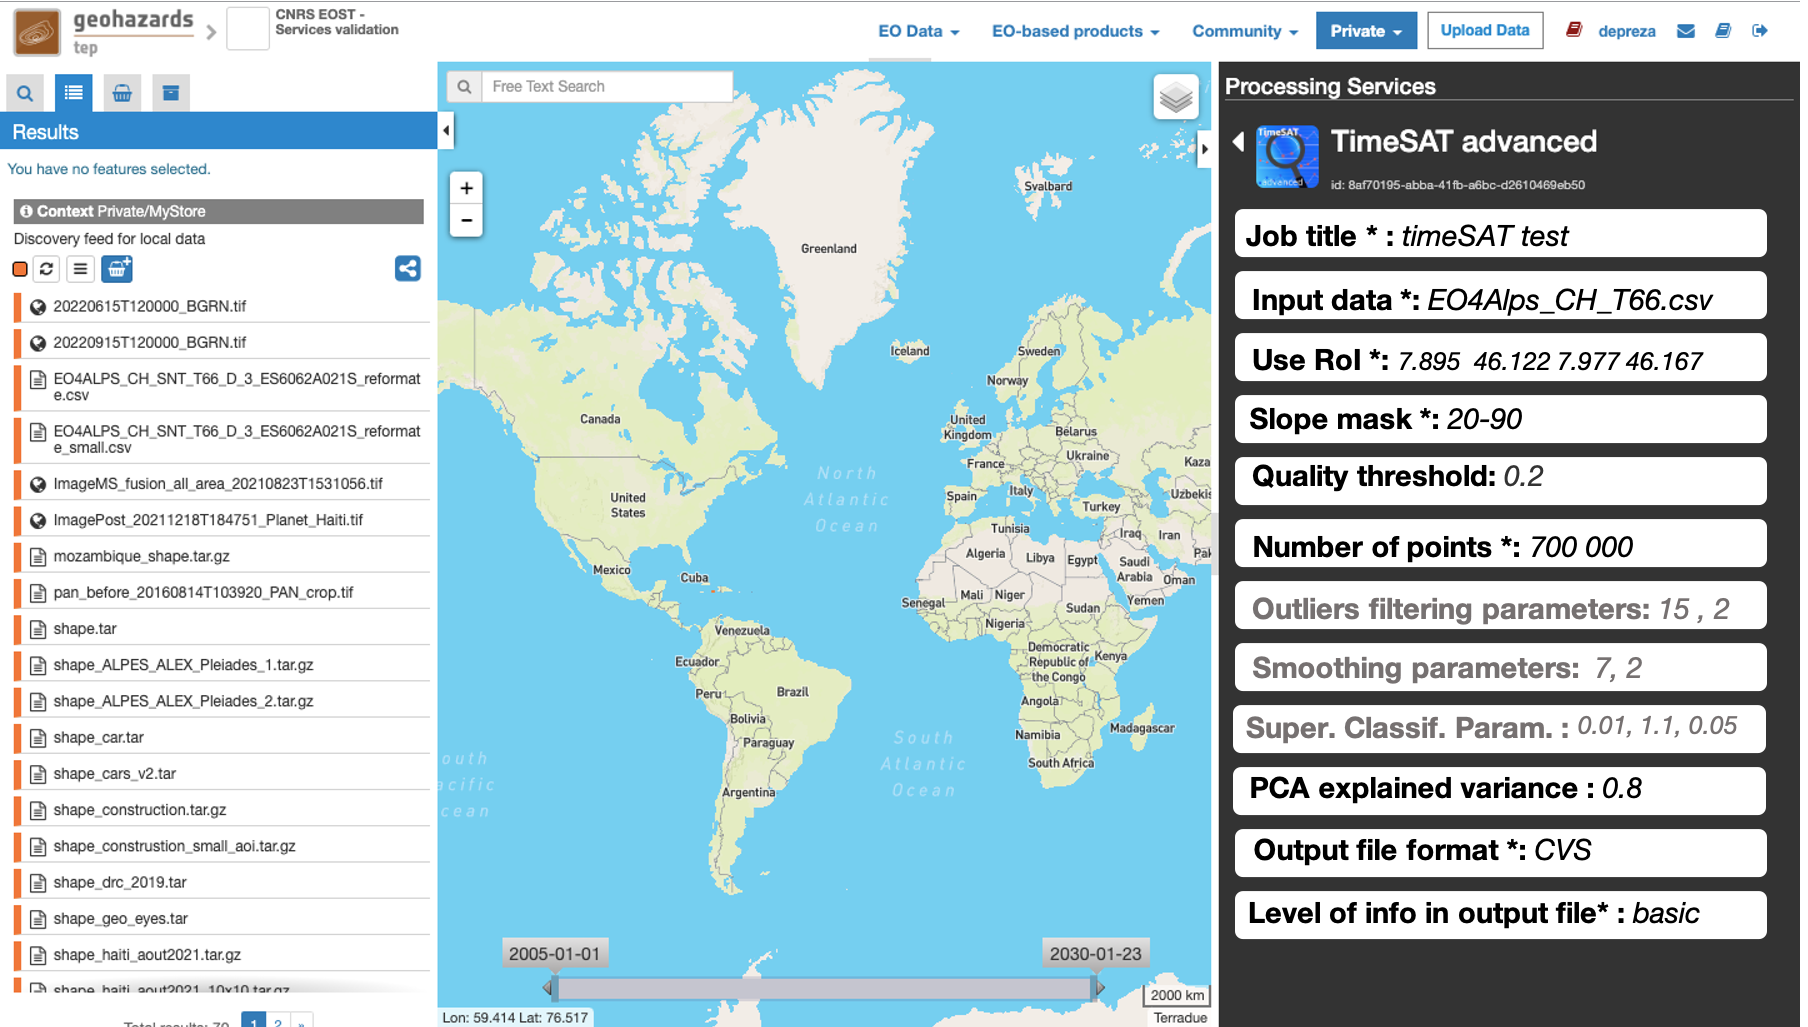 geohazards
tep
CNRS EOST -
Services validation
EO Data
EO-based products
Community
Private
Upload Data
depreza
Results
You have no features selected.
Context Private/MyStore
Discovery feed for local data
20220615T120000_BGRN.tif
20220915T120000_BGRN.tif
EO4ALPS_CH_SNT_T66_D_3_ES6062A021S_reformat
e.csv
EO4ALPS_CH_SNT_T66_D_3_ES6062A021S_reformat
e_small.csv
ImageMS_fusion_all_area_20210823T1531056.tif
ImagePost_20211218T184751_Planet_Haiti.tif
mozambique_shape.tar.gz
pan_before_20160814T103920_PAN_crop.tif
shape.tar
shape_ALPES_ALEX_Pleiades_1.tar.gz
shape_ALPES_ALEX_Pleiades_2.tar.gz
shape_car.tar
shape_cars_v2.tar
shape_construction.tar.gz
shape_construstion_small_aoi.tar.gz
shape_drc_2019.tar
shape_geo_eyes.tar
shape_haiti_aout2021.tar.gz
shape_haiti_aout2021_10x10.tar.gz
Total results: 70
1 2 »
Free Text Search
+
-
Svalbard
Greenland
Iceland
Sweden
Norway
Canada
United
Kingdom
Belarus
Ukraine
France
Kaza
North
Atlantic
Ocean
United
States
Spain
Italy
Uzbekis
Turkey
Tunisia
Iraq
Iran
Algeria
Libya
Egypt
Pak
Saudi
Arabia
Oman
Mexico
Cuba
Mali
Niger
Yemen
Senegal
Sudan
Nigeria
Venezuela
Democratic
Republic of
the Congo
Kenya
Ecuador
Peru
Brazil
Angola
Bolivia
Madagascar
Namibia
Paraguay
South
Atlantic
Ocean
South Africa
outh
acific
cean
Argentina
2005-01-01
2030-01-23
2000 km
Lon: 59.414 Lat: 76.517
Terradue
Processing Services
TimeSAT
advanced
TimeSAT advanced
id: 8af70195-abba-41fb-a6bc-d2610469eb50
Job title * : timeSAT test
Input data *: EO4Alps_CH_T66.csv
Use RoI *: 7.895 46.122 7.977 46.167
Slope mask *: 20-90
Quality threshold: 0.2
Number of points *: 700 000
Outliers filtering parameters: 15 , 2
Smoothing parameters: 7, 2
Super. Classif. Param. : 0.01, 1.1, 0.05
PCA explained variance : 0.8
Output file format *: CVS
Level of info in output file* : basic